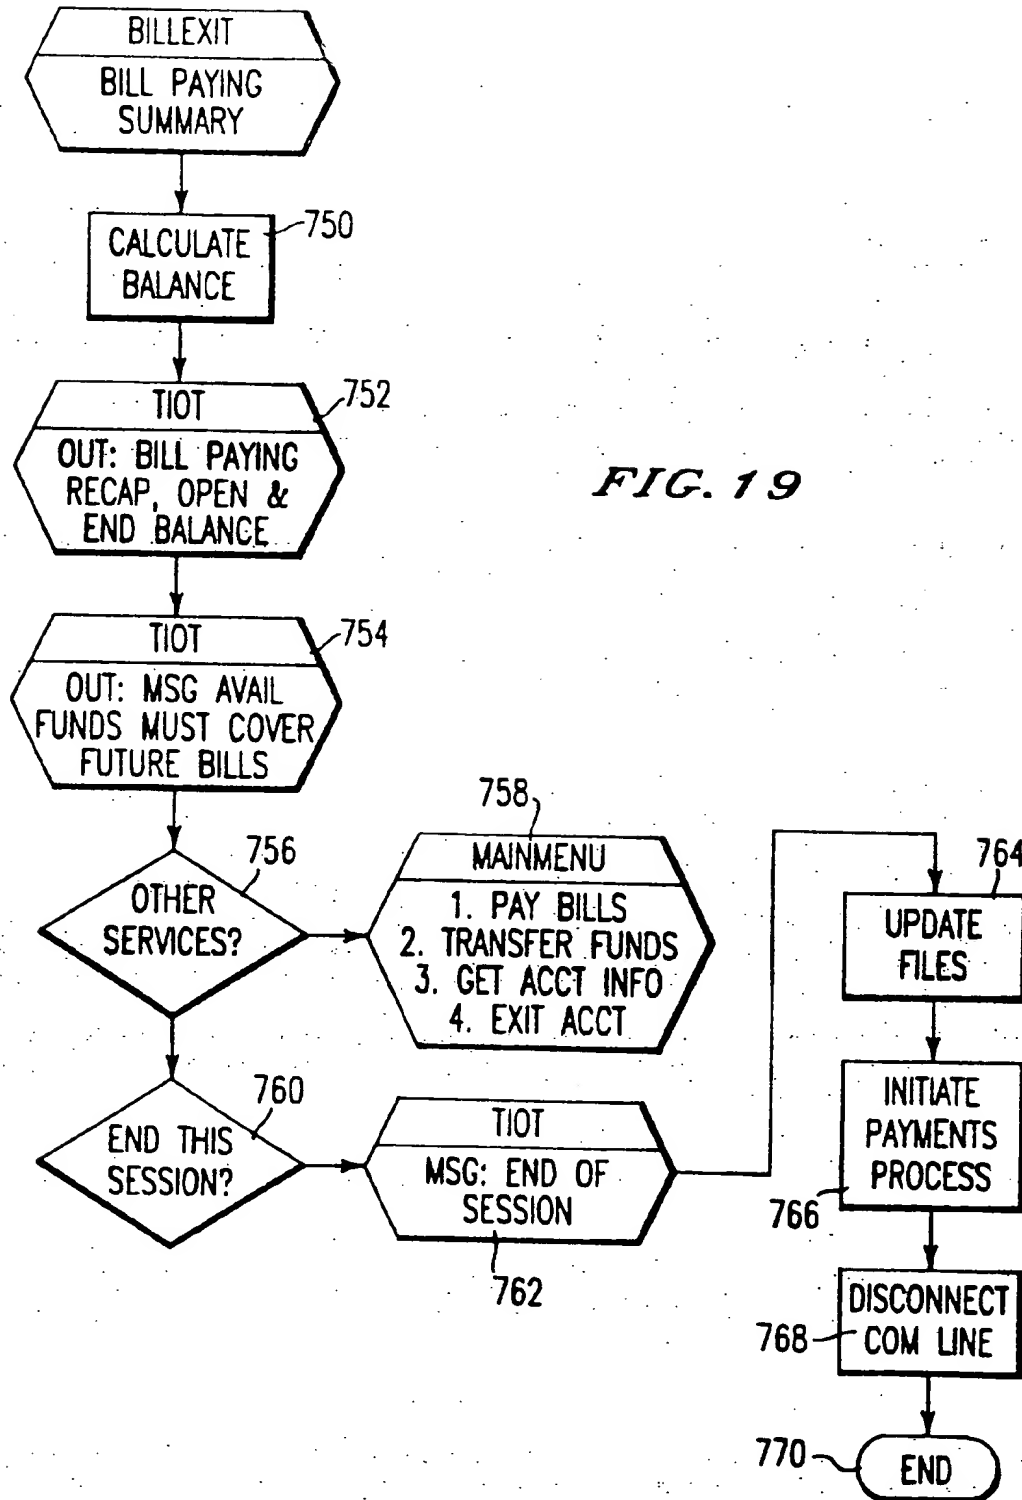 BILLEXIT
BILL PAYING
SUMMARY
750
CALCULATE
BALANCE
752
TIOT
OUT: BILL PAYING
RECAP, OPEN &
END BALANCE
FIG. 19
754
TIOT
OUT: MSG AVAIL
FUNDS MUST COVER
FUTURE BILLS
756
OTHER
SERVICES?
758
MAINMENU
1. PAY BILLS
2. TRANSFER FUNDS
3. GET ACCT INFO
4. EXIT ACCT
760
END THIS
SESSION?
TIOT
MSG: END OF
SESSION
762
764
UPDATE
FILES
INITIATE
PAYMENTS
PROCESS
766
DISCONNECT
COM LINE
768
770
END